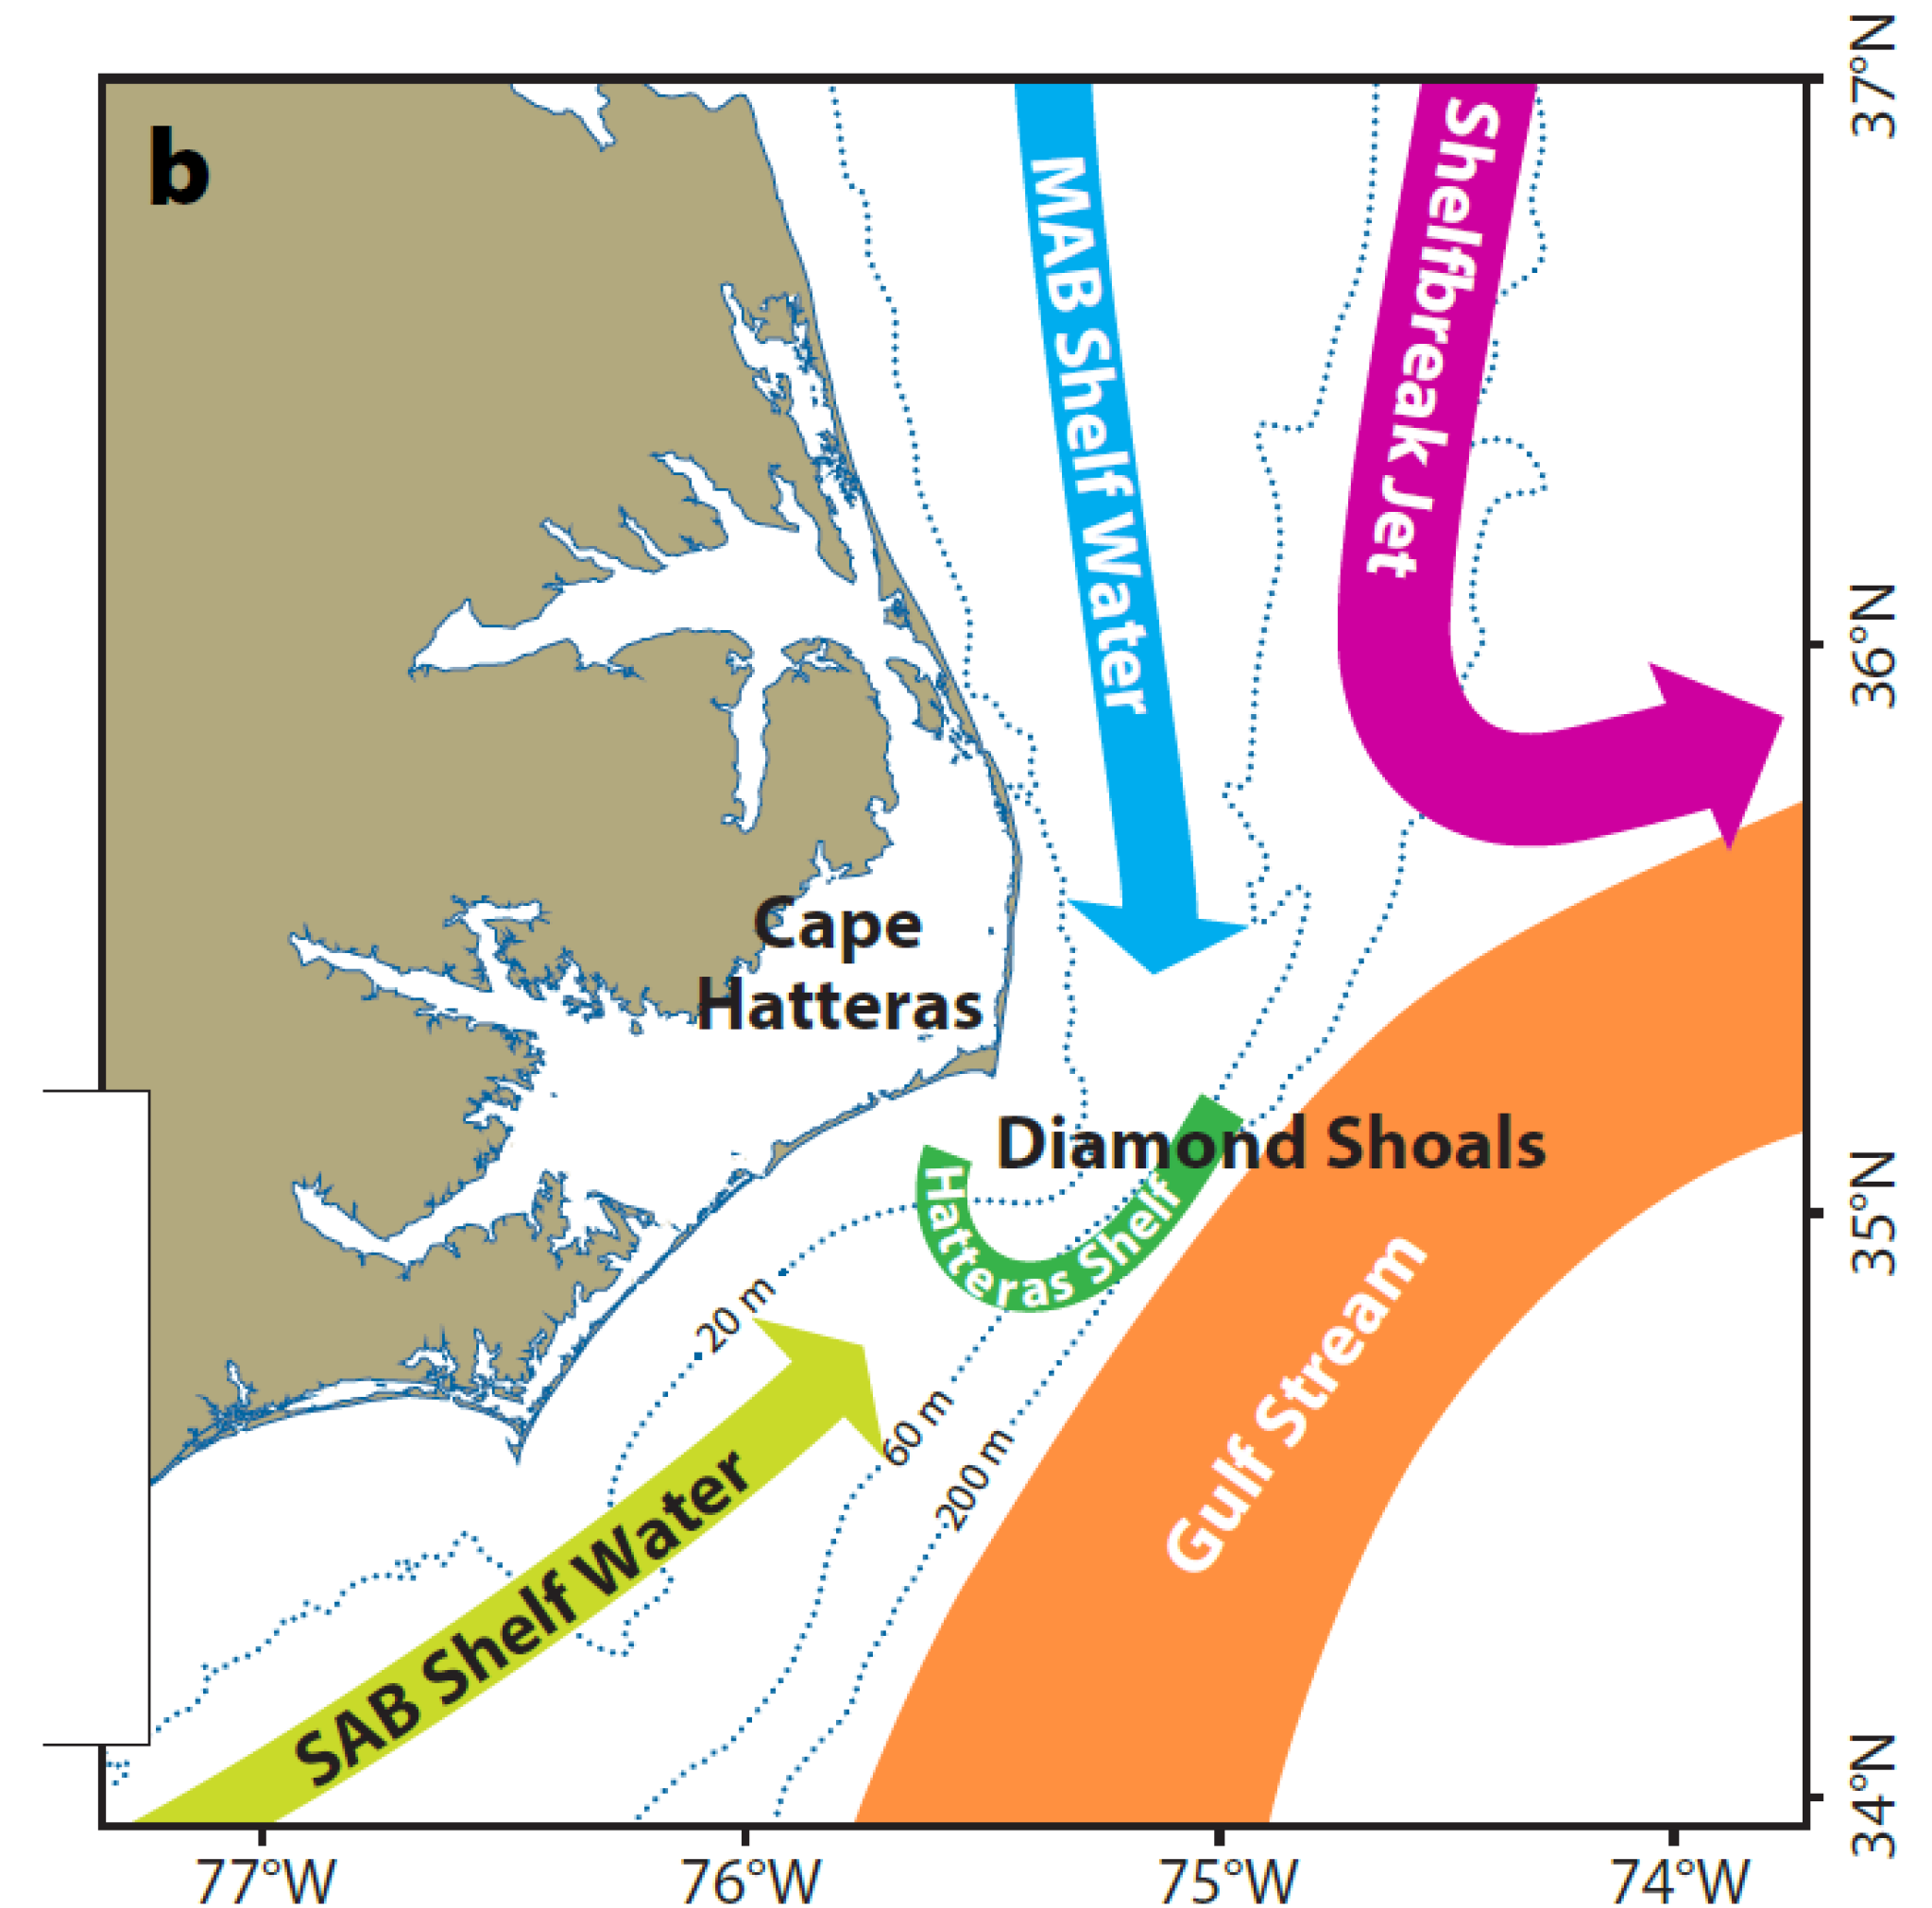 b
37°N
Shelfbreak Jet
MAB Shelf Water
36°N
Cape
Hatteras
Diamond Shoals
Hatteras Shelf
35°N
20 m
60 m
200 m
Gulf Stream
SAB Shelf Water
34°N
77°W
76°W
75°W
74°W